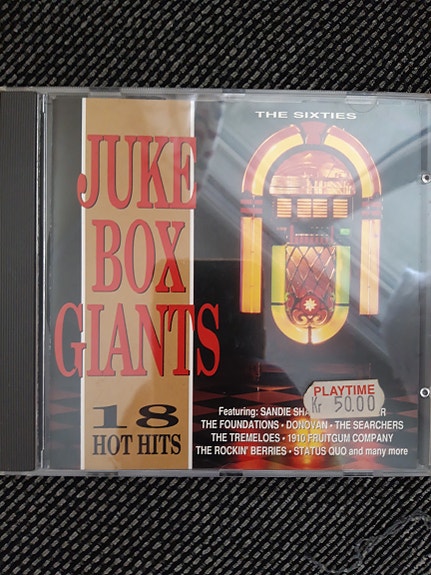 THE SIXTIES
JUKE
BOX
GIANTS
18
HOT HITS
PLAYTIME
Kr 50.00
Featuring: SANDIE
THE FOUNDATIONS • DONOVAN • THE SEARCHERS
THE TREMELOES • 1910 FRUITGUM COMPANY
THE ROCKIN' BERRIES • STATUS QUO and many more